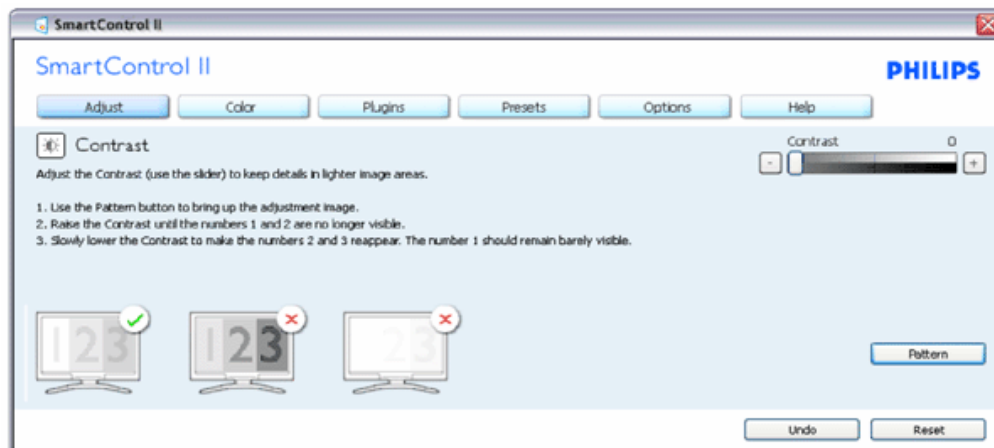 SmartControl II
SmartControl II
PHILIPS
Adjust Color Plugins Presets Options Help
Contrast
Contrast 0
- +
Adjust the Contrast (use the slider) to keep details in lighter image areas.
1. Use the Pattern button to bring up the adjustment image.
2. Raise the Contrast until the numbers 1 and 2 are no longer visible.
3. Slowly lower the Contrast to make the numbers 2 and 3 reappear. The number 1 should remain barely visible.
123 123 23
Pattern
Undo Reset